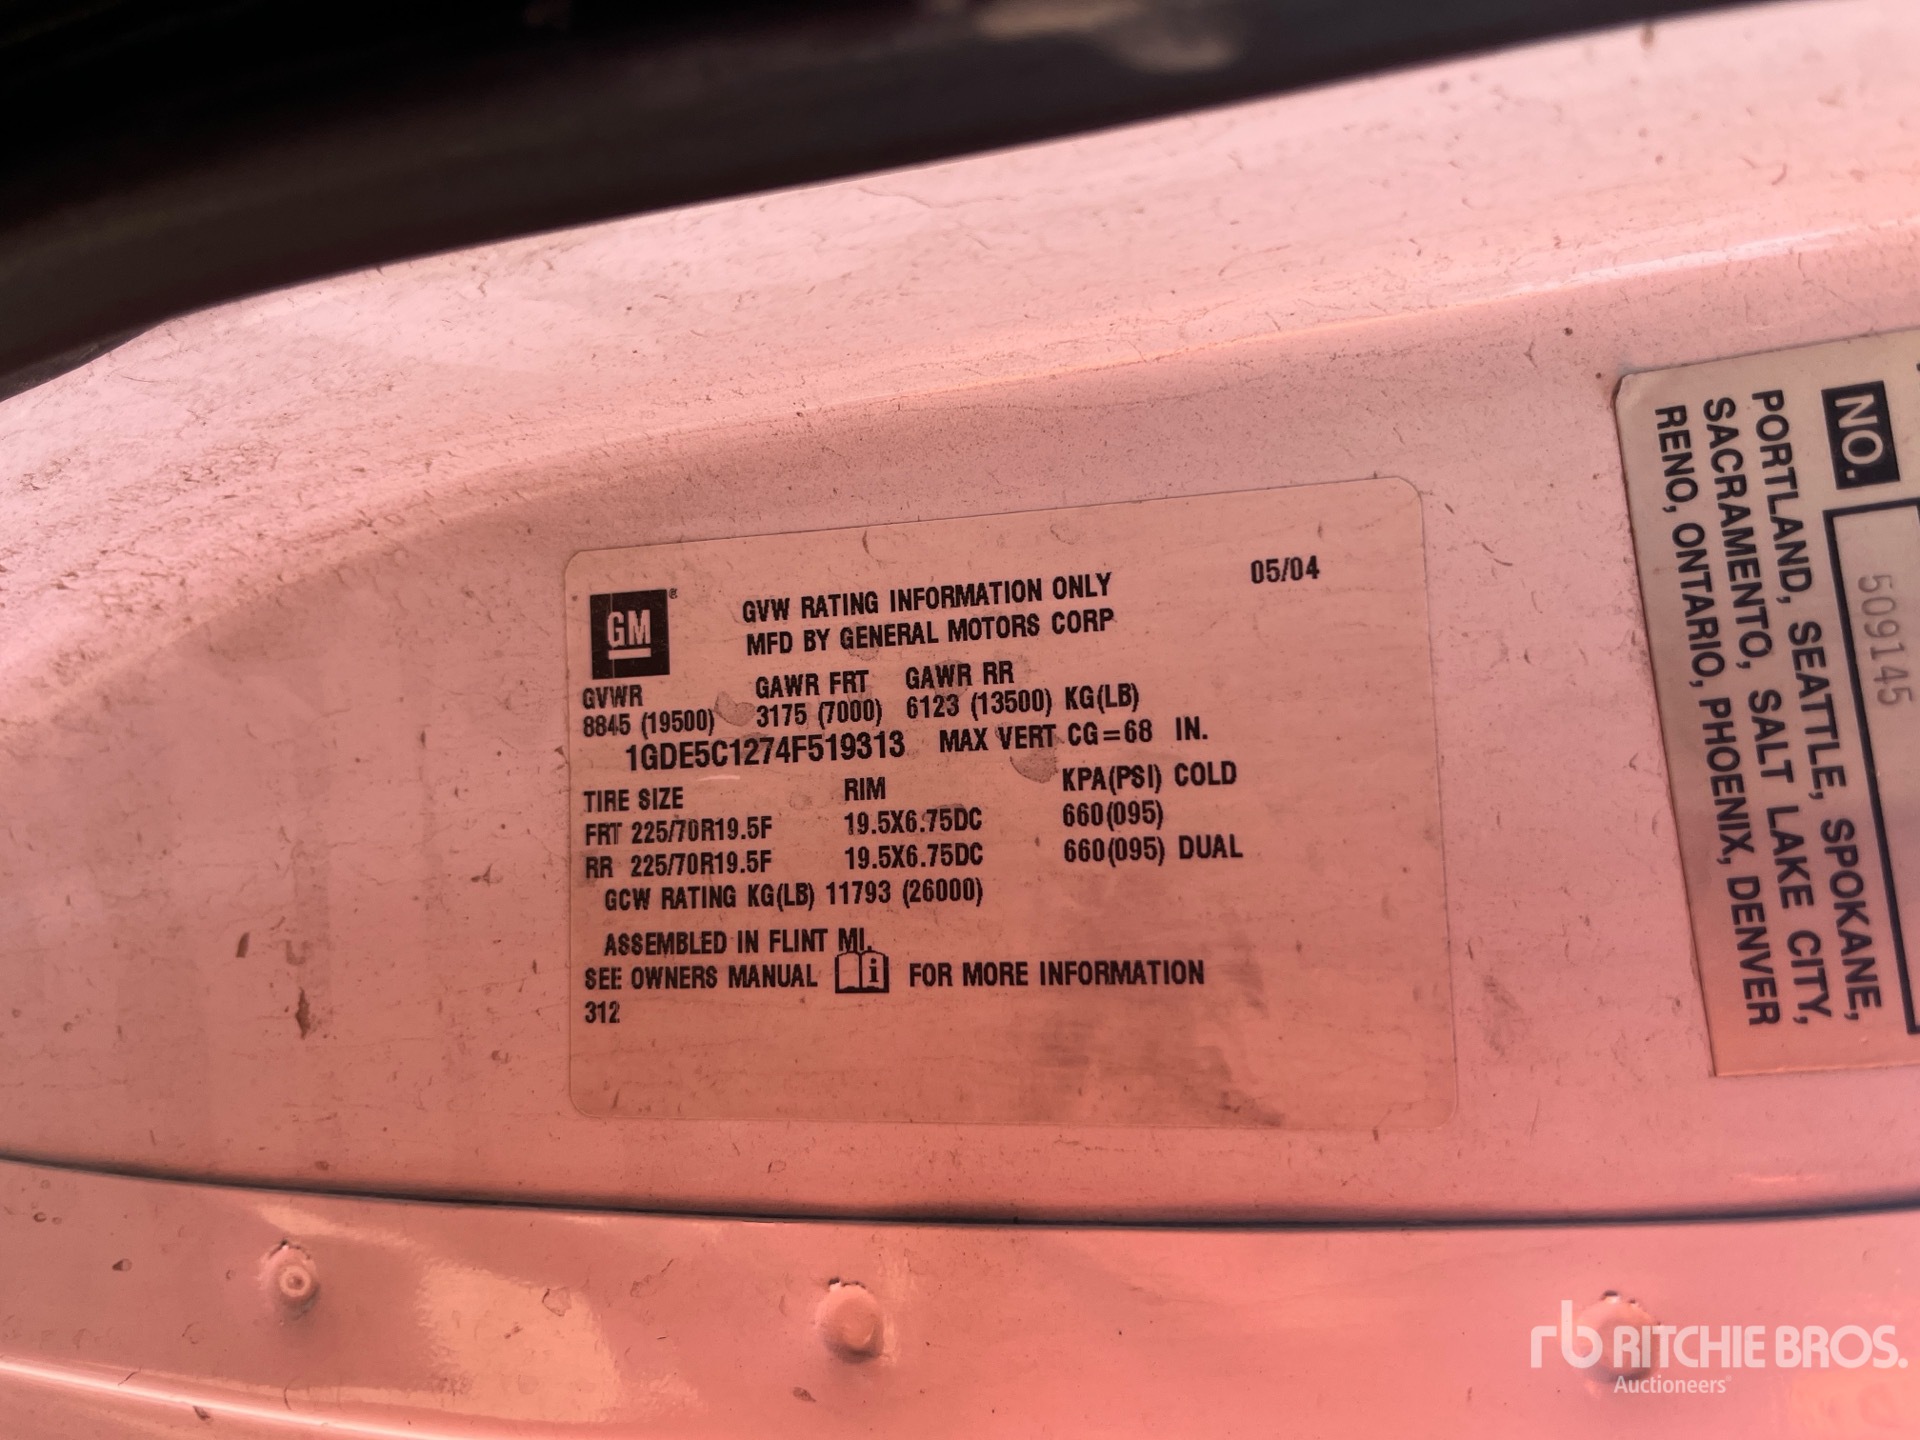 GM®
GVW RATING INFORMATION ONLY 05/04
MFD BY GENERAL MOTORS CORP
GVWR GAWR FRT GAWR RR
8845 (19500) 3175 (7000) 6123 (13500) KG(LB)
1GDE5C1274F519313 MAX VERT CG=68 IN.
TIRE SIZE RIM KPA(PSI) COLD
FRT 225/70R19.5F 19.5X6.75DC 660(095)
RR 225/70R19.5F 19.5X6.75DC 660(095) DUAL
GCW RATING KG(LB) 11793 (26000)
ASSEMBLED IN FLINT MI.
SEE OWNERS MANUAL i FOR MORE INFORMATION
312
NO. 509145
PORTLAND, SEATTLE, SPOKANE,
SACRAMENTO, SALT LAKE CITY,
RENO, ONTARIO, PHOENIX, DENVER
rb RITCHIE BROS.
Auctioneers